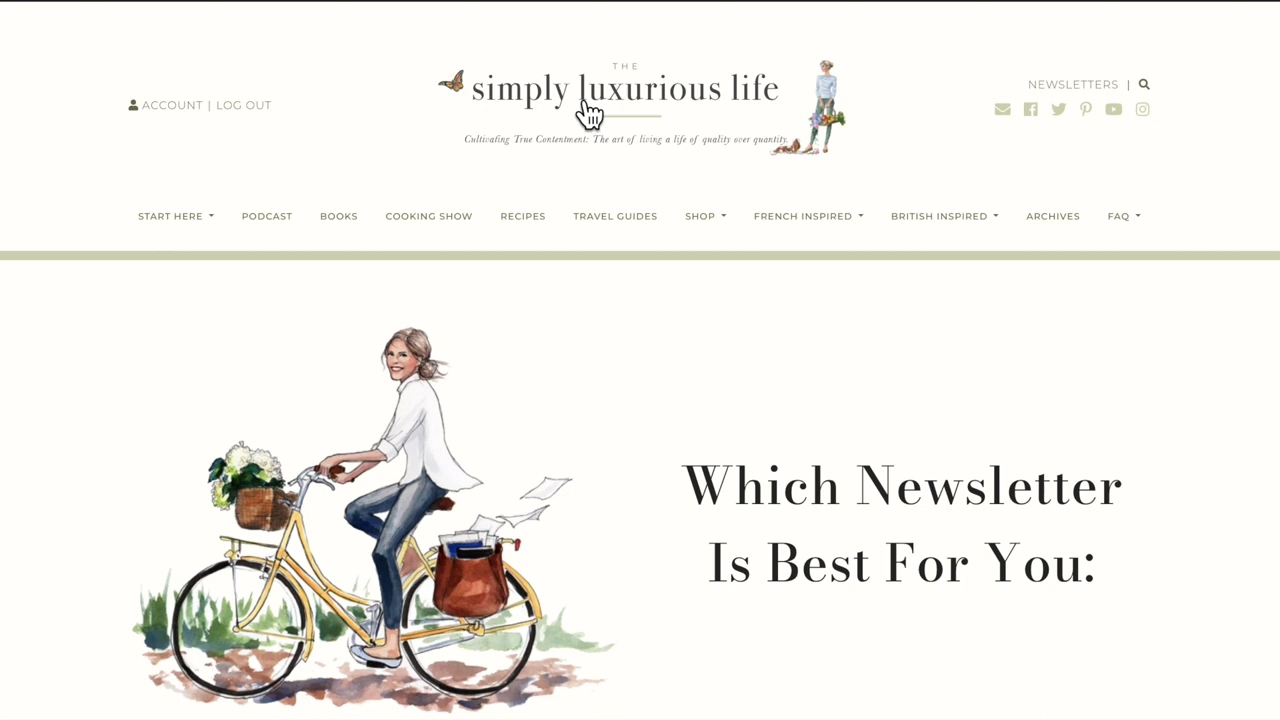 ACCOUNT | LOG OUT
THE
simply luxurious life
Cultivating True Contentment: The art of living a life of quality over quantity.
NEWSLETTERS |
START HERE PODCAST BOOKS COOKING SHOW RECIPES TRAVEL GUIDES SHOP FRENCH INSPIRED BRITISH INSPIRED ARCHIVES FAQ
Which Newsletter
Is Best For You: